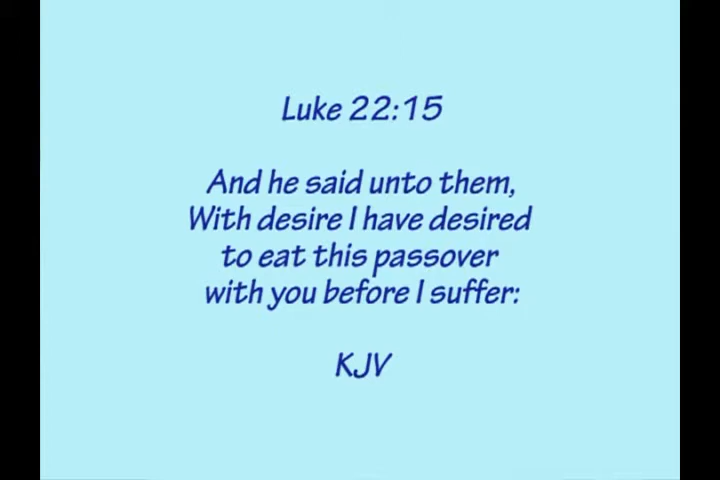 Luke 22:15
And he said unto them,
With desire I have desired
to eat this passover
with you before I suffer:
KJV